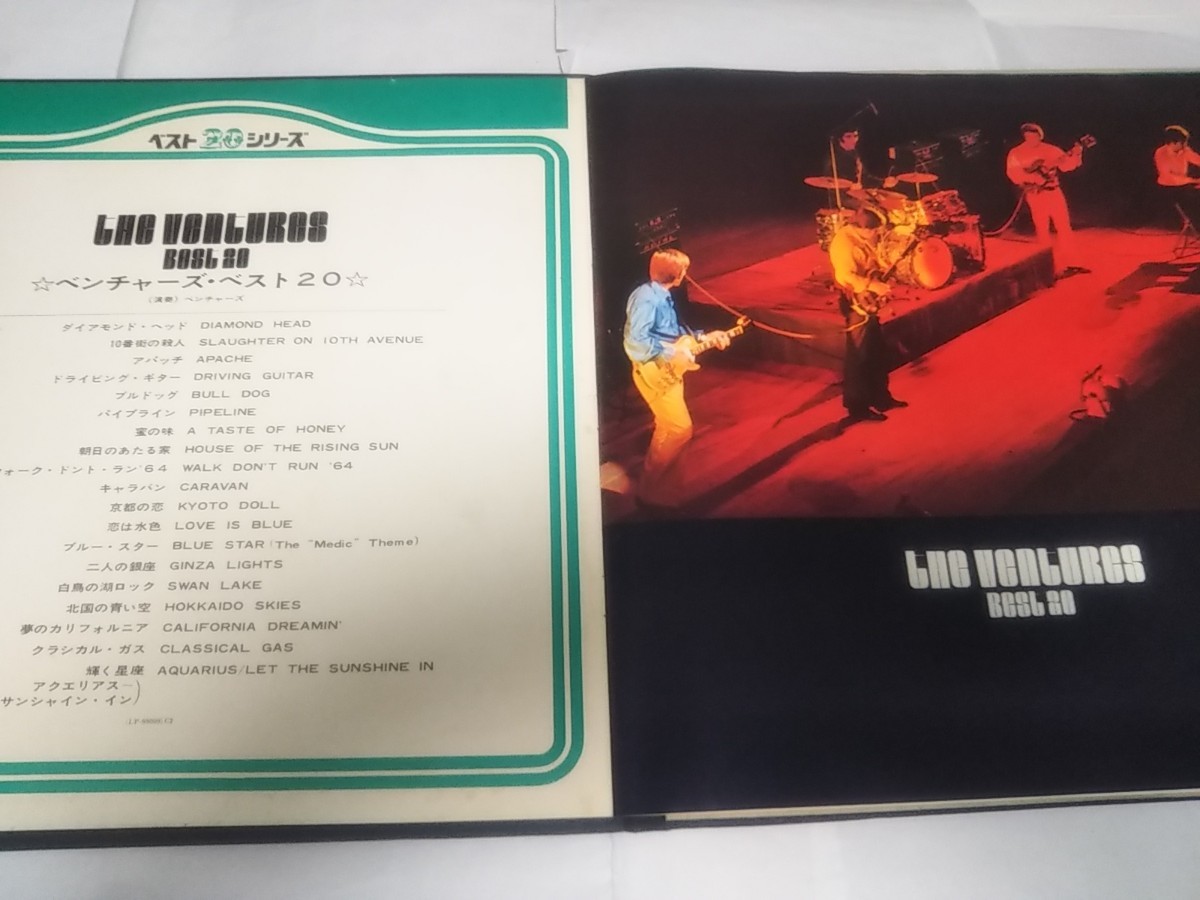 ベスト20シリーズ
THE VENTURES
BEST 20
☆ベンチャーズ・ベスト20☆
(演奏) ベンチャーズ
ダイアモンド・ヘッド DIAMOND HEAD
10番街の殺人 SLAUGHTER ON 10TH AVENUE
アパッチ APACHE
ドライビング・ギター DRIVING GUITAR
ブルドッグ BULL DOG
パイプライン PIPELINE
蜜の味 A TASTE OF HONEY
朝日のあたる家 HOUSE OF THE RISING SUN
ォーク・ドント・ラン'64 WALK DON'T RUN '64
キャラバン CARAVAN
京都の恋 KYOTO DOLL
恋は水色 LOVE IS BLUE
ブルー・スター BLUE STAR (The "Medic" Theme)
二人の銀座 GINZA LIGHTS
白鳥の湖ロック SWAN LAKE
北国の青い空 HOKKAIDO SKIES
夢のカリフォルニア CALIFORNIA DREAMIN'
クラシカル・ガス CLASSICAL GAS
輝く星座 AQUARIUS/LET THE SUNSHINE IN
アクエリアス~)
サンシャイン・イン)
THE VENTURES
BEST 20